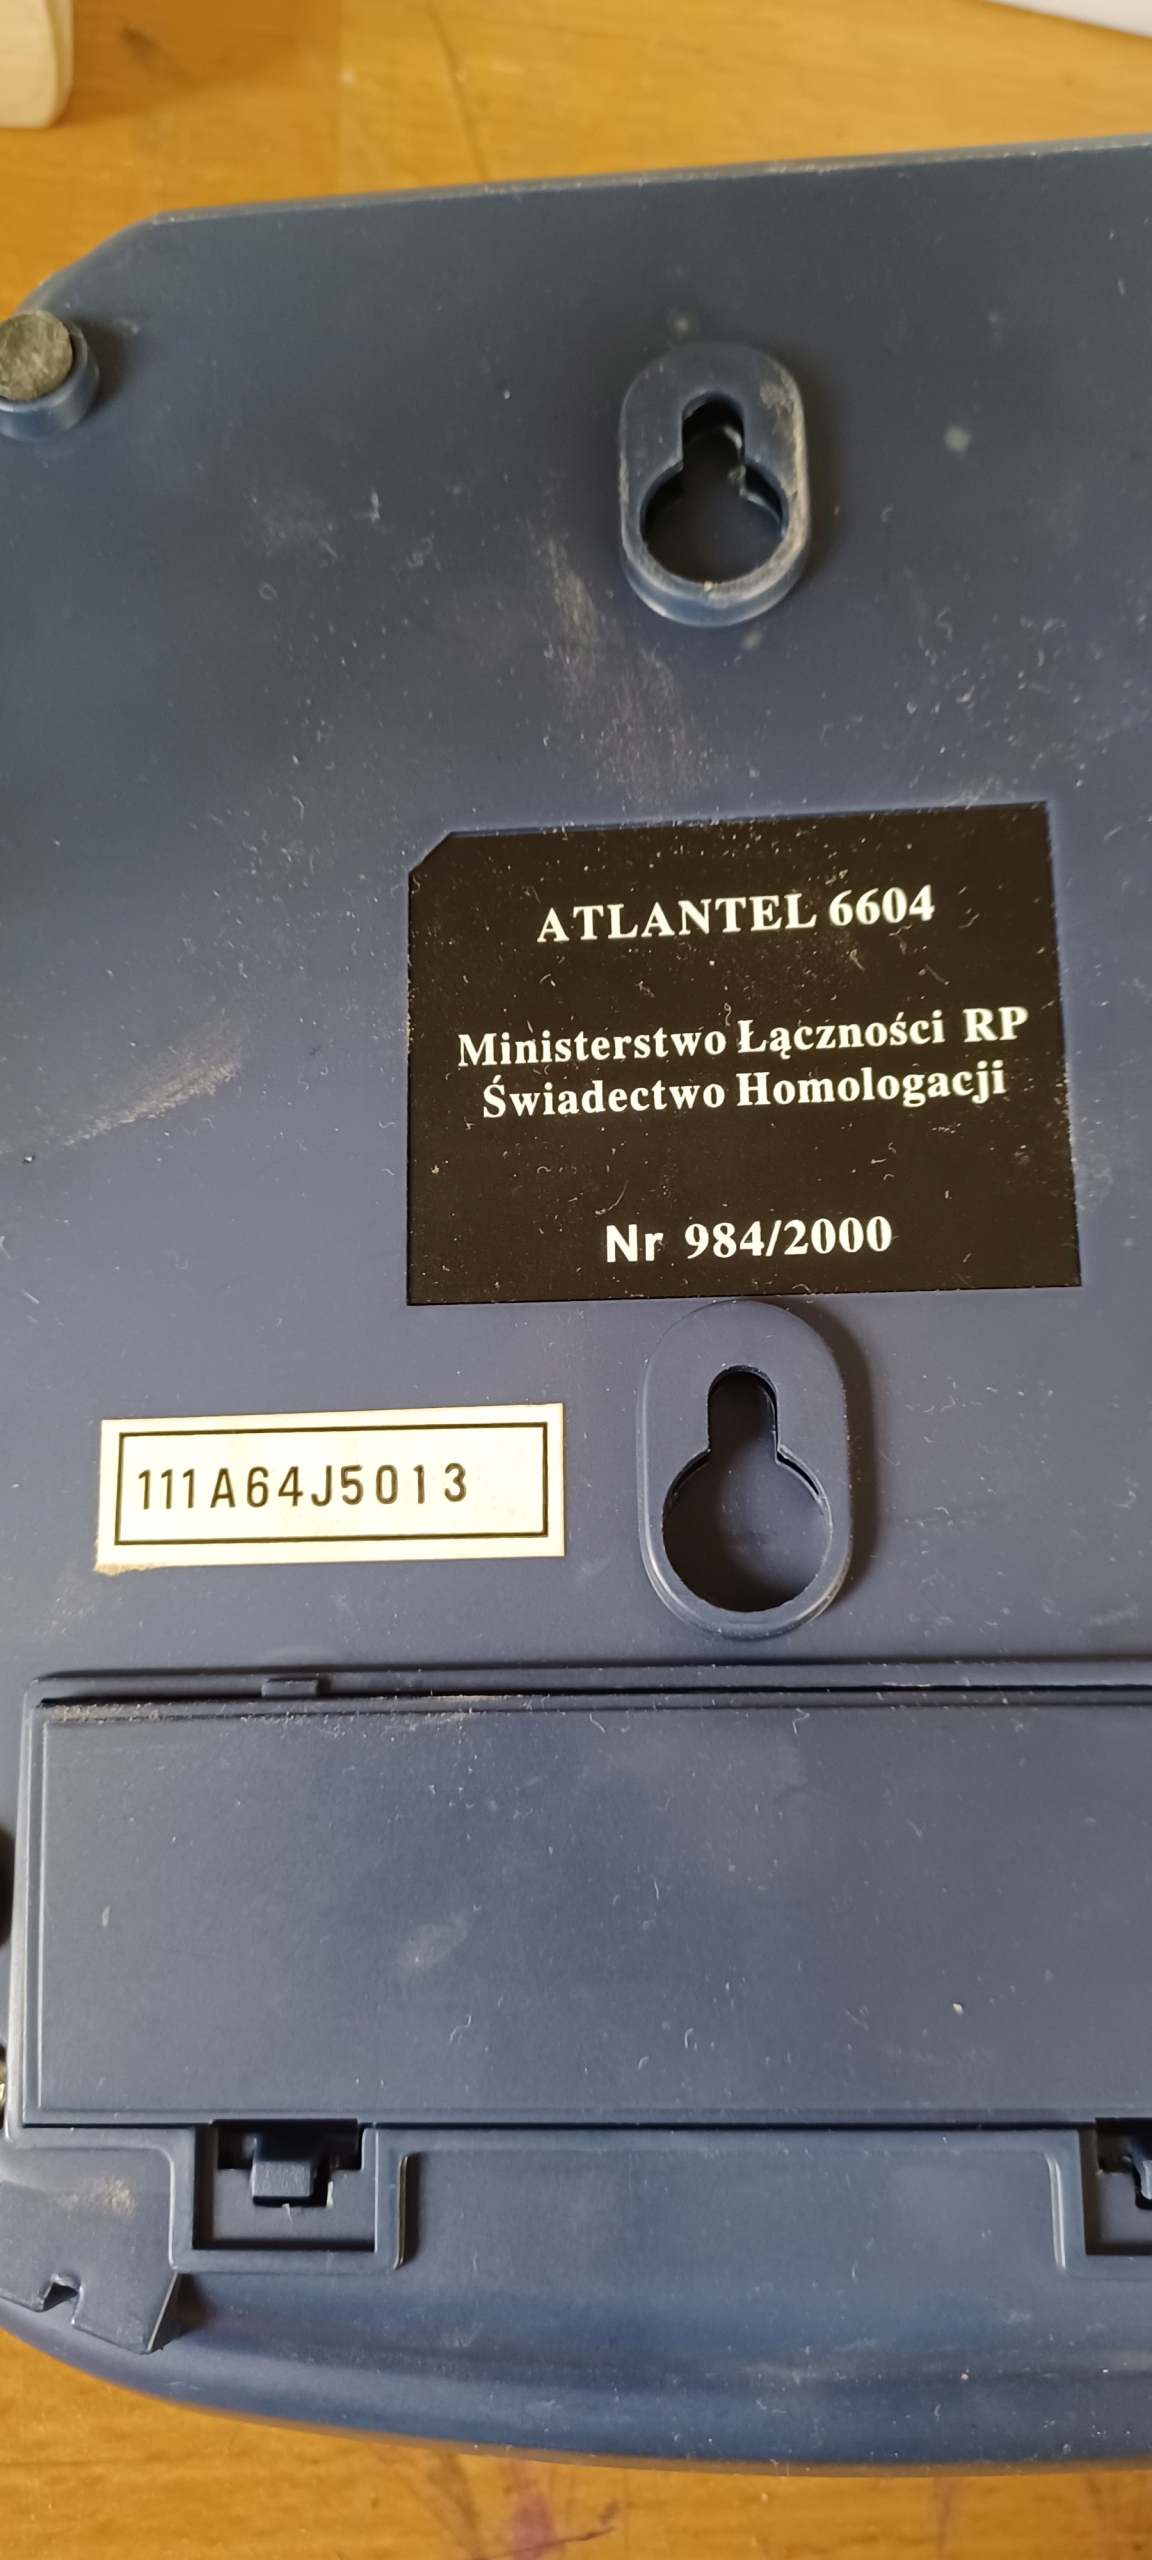 ATLANTEL 6604
Ministerstwo Łączności RP
Świadectwo Homologacji
Nr 984/2000
111A64J5013